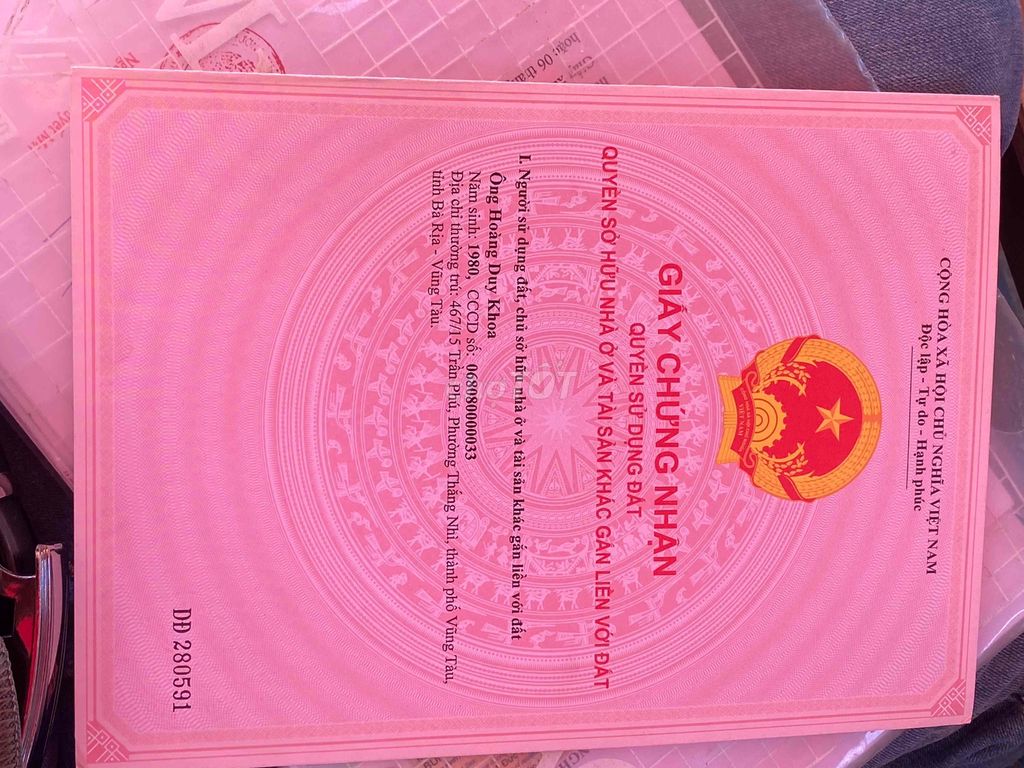 CỘNG HÒA XÃ HỘI CHỦ NGHĨA VIỆT NAM
Độc lập - Tự do - Hạnh phúc
GIẤY CHỨNG NHẬN
QUYỀN SỬ DỤNG ĐẤT
QUYỀN SỞ HỮU NHÀ Ở VÀ TÀI SẢN KHÁC GẮN LIỀN VỚI ĐẤT
I. Người sử dụng đất, chủ sở hữu nhà ở và tài sản khác gắn liền với đất
Ông Hoàng Duy Khoa
Năm sinh: 1980, CCCD số: 068080000033
Địa chỉ thường trú: 467/15 Trần Phú, Phường Thắng Nhì, thành phố Vũng Tàu,
tỉnh Bà Rịa - Vũng Tàu.
DĐ 280591
hoặc 06